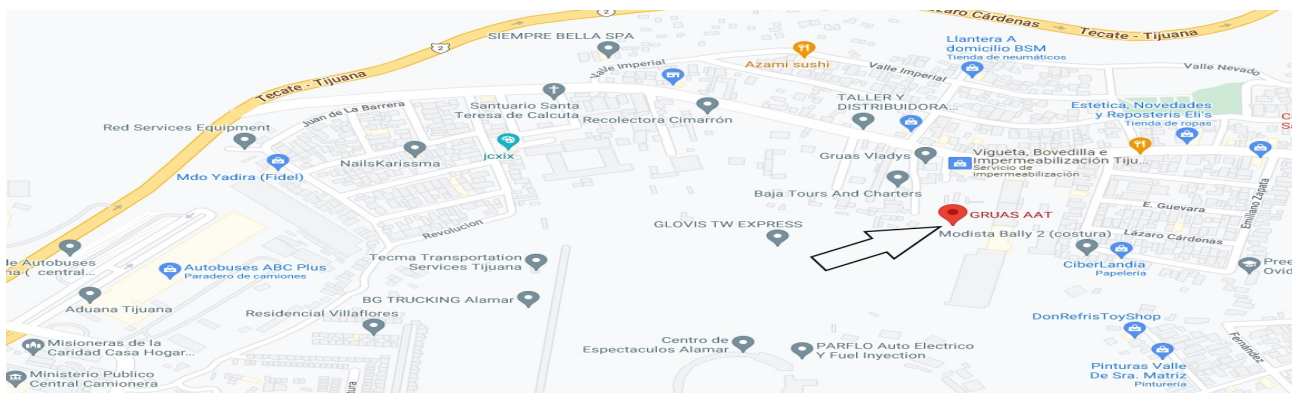 2
Lázaro Cárdenas
Tecate - Tijuana
SIEMPRE BELLA SPA
2
Llantera A
domicilio BSM
Tienda de neumáticos
Valle Imperial
Azami sushi
Valle Imperial
Valle Nevado
Tecate - Tijuana
Juan de La Barrera
Santuario Santa
Teresa de Calcuta
Recolectora Cimarrón
TALLER Y
DISTRIBUIDORA...
Estetica, Novedades
y Reposteris Eli's
Tienda de ropas
Red Services Equipment
jcxix
NailsKarissma
Mdo Yadira (Fidel)
Gruas Vladys
Vigueta, Bovedilla e
Impermeabilización Tiju...
Servicio de
impermeabilización ...
Baja Tours And Charters
GRUAS AAT
E. Guevara
Emiliano Zapata
Revolucion
GLOVIS TW EXPRESS
Modista Bally 2 (costura)
Lázaro Cárdenas
de Autobuses
na ( central...
Autobuses ABC Plus
Paradero de camiones
Tecma Transportation
Services Tijuana
CiberLandia
Papelería
Pree
Ovid
Aduana Tijuana
BG TRUCKING Alamar
Residencial Villaflores
DonRefrisToyShop
Misioneras de la
Caridad Casa Hogar...
Centro de
Espectaculos Alamar
PARFLO Auto Electrico
Y Fuel Inyection
Fernández
Pinturas Valle
De Sra. Matriz
Pinturería
Ministerio Publico
Central Camionera